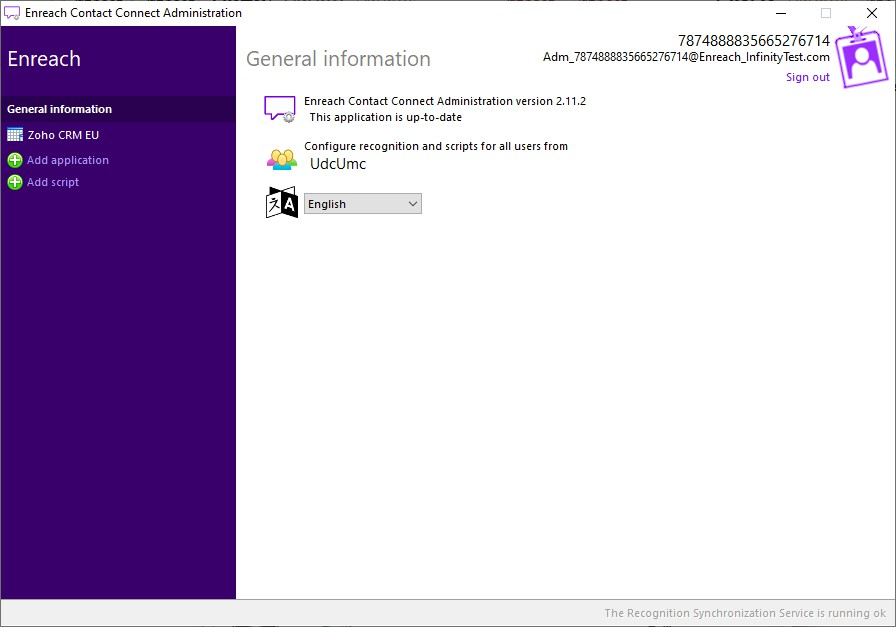 Enreach Contact Connect Administration
Enreach
General information
Zoho CRM EU
Add application
Add script
General information
7874888835665276714
Adm_7874888835665276714@Enreach_InfinityTest.com
Sign out
Enreach Contact Connect Administration version 2.11.2
This application is up-to-date
Configure recognition and scripts for all users from
UdcUmc
English
The Recognition Synchronization Service is running ok